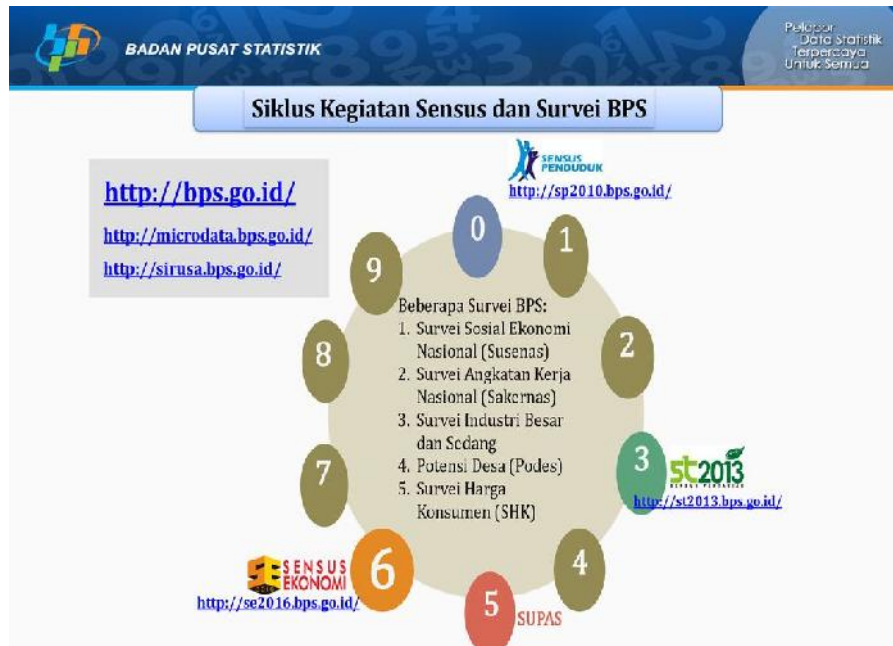 BADAN PUSAT STATISTIK
Pelopor
Data Statistik
Terpercaya
Untuk Semua
Siklus Kegiatan Sensus dan Survei BPS
http://bps.go.id/
http://microdata.bps.go.id/
http://sirusa.bps.go.id/
SENSUS
PENDUDUK
http://sp2010.bps.go.id/
0
1
2
3
st2013
http://st2013.bps.go.id/
4
5
SUPAS
6
SENSUS
EKONOMI
http://se2016.bps.go.id/
7
8
9
Beberapa Survei BPS:
1. Survei Sosial Ekonomi
Nasional (Susenas)
2. Survei Angkatan Kerja
Nasional (Sakernas)
3. Survei Industri Besar
dan Sedang
4. Potensi Desa (Podes)
5. Survei Harga
Konsumen (SHK)